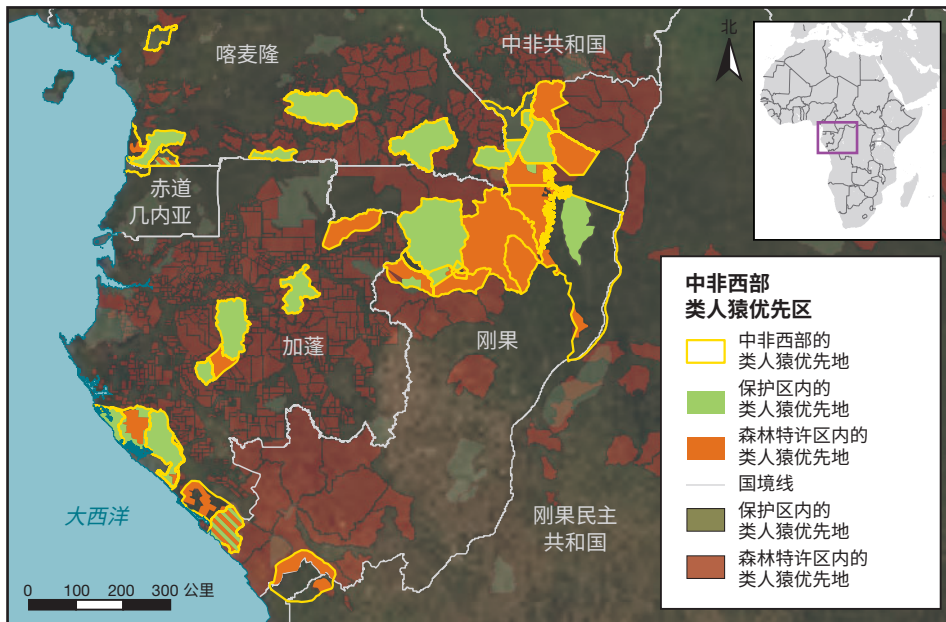 喀麦隆
中非共和国
北
赤道
几内亚
加蓬
刚果
大西洋
刚果民主
共和国
0 100 200 300 公里
中非西部
类人猿优先区
中非西部的
类人猿优先地
保护区内的
类人猿优先地
森林特许区内的
类人猿优先地
国境线
保护区内的
类人猿优先地
森林特许区内的
类人猿优先地